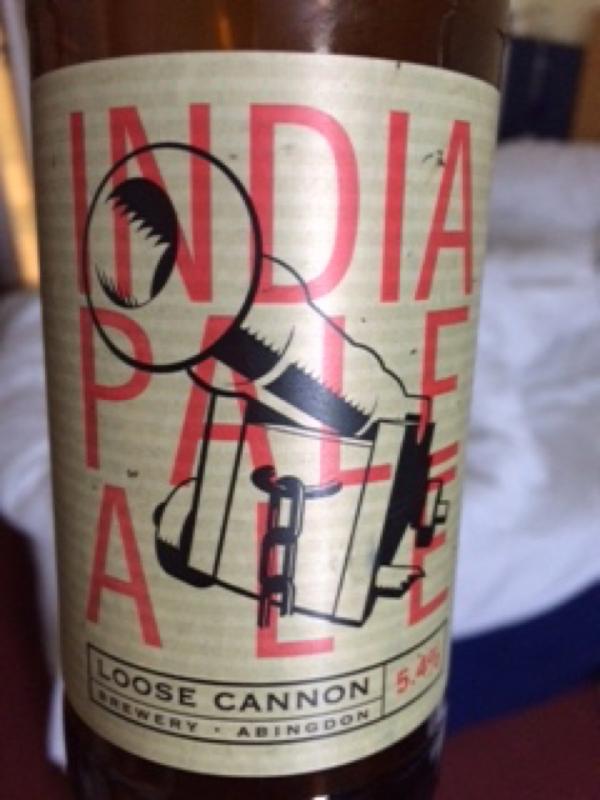 INDIA
PALE
ALE
LOOSE CANNON
BREWERY · ABINGDON
5.4%